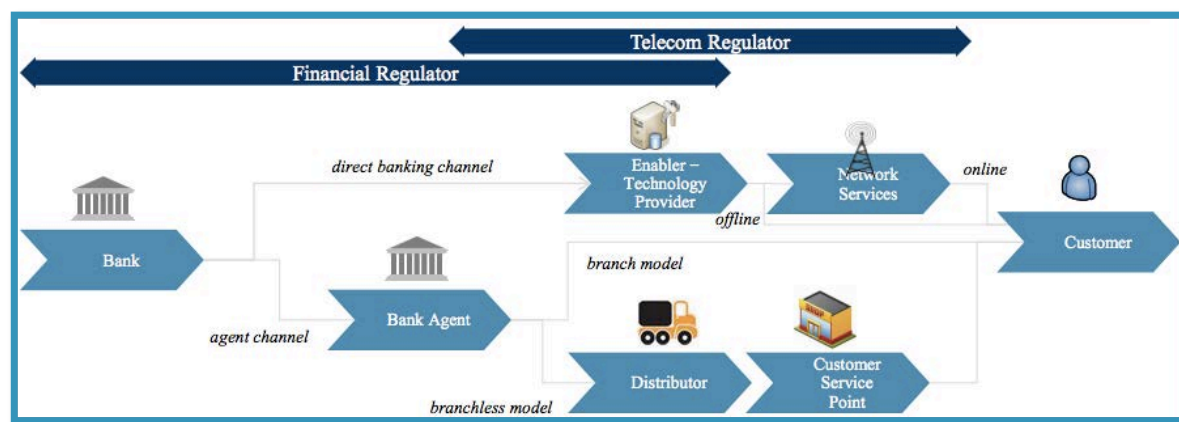 Telecom Regulator
Financial Regulator
direct banking channel
Enabler –
Technology
Provider
Network
Services
online
offline
Bank
Customer
branch model
Bank Agent
agent channel
SHOP
Distributor
Customer
Service
Point
branchless model